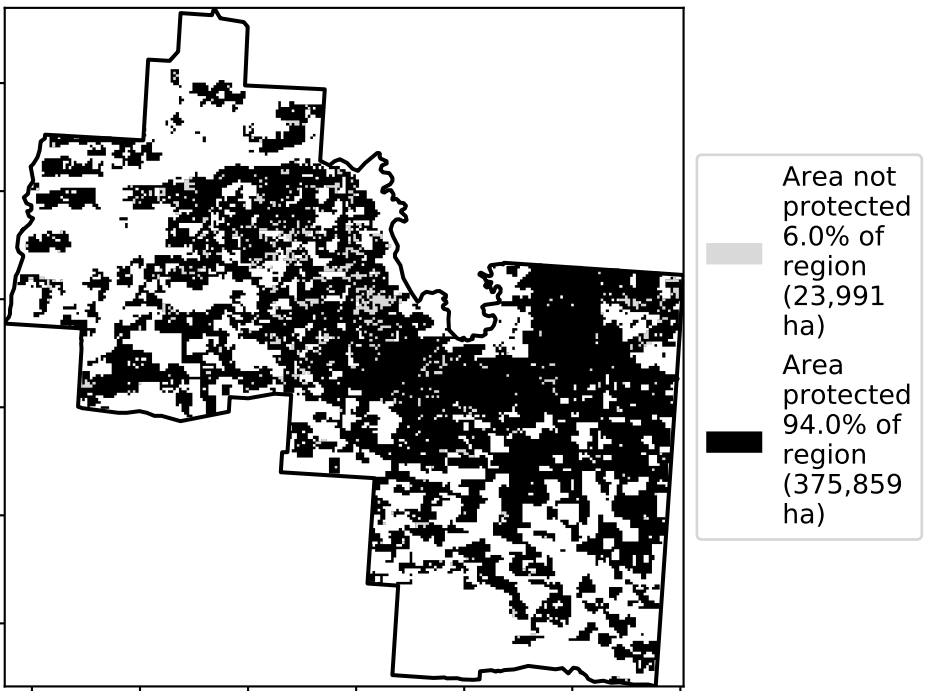 Area not
protected
6.0% of
region
(23,991
ha)
Area
protected
94.0% of
region
(375,859
ha)